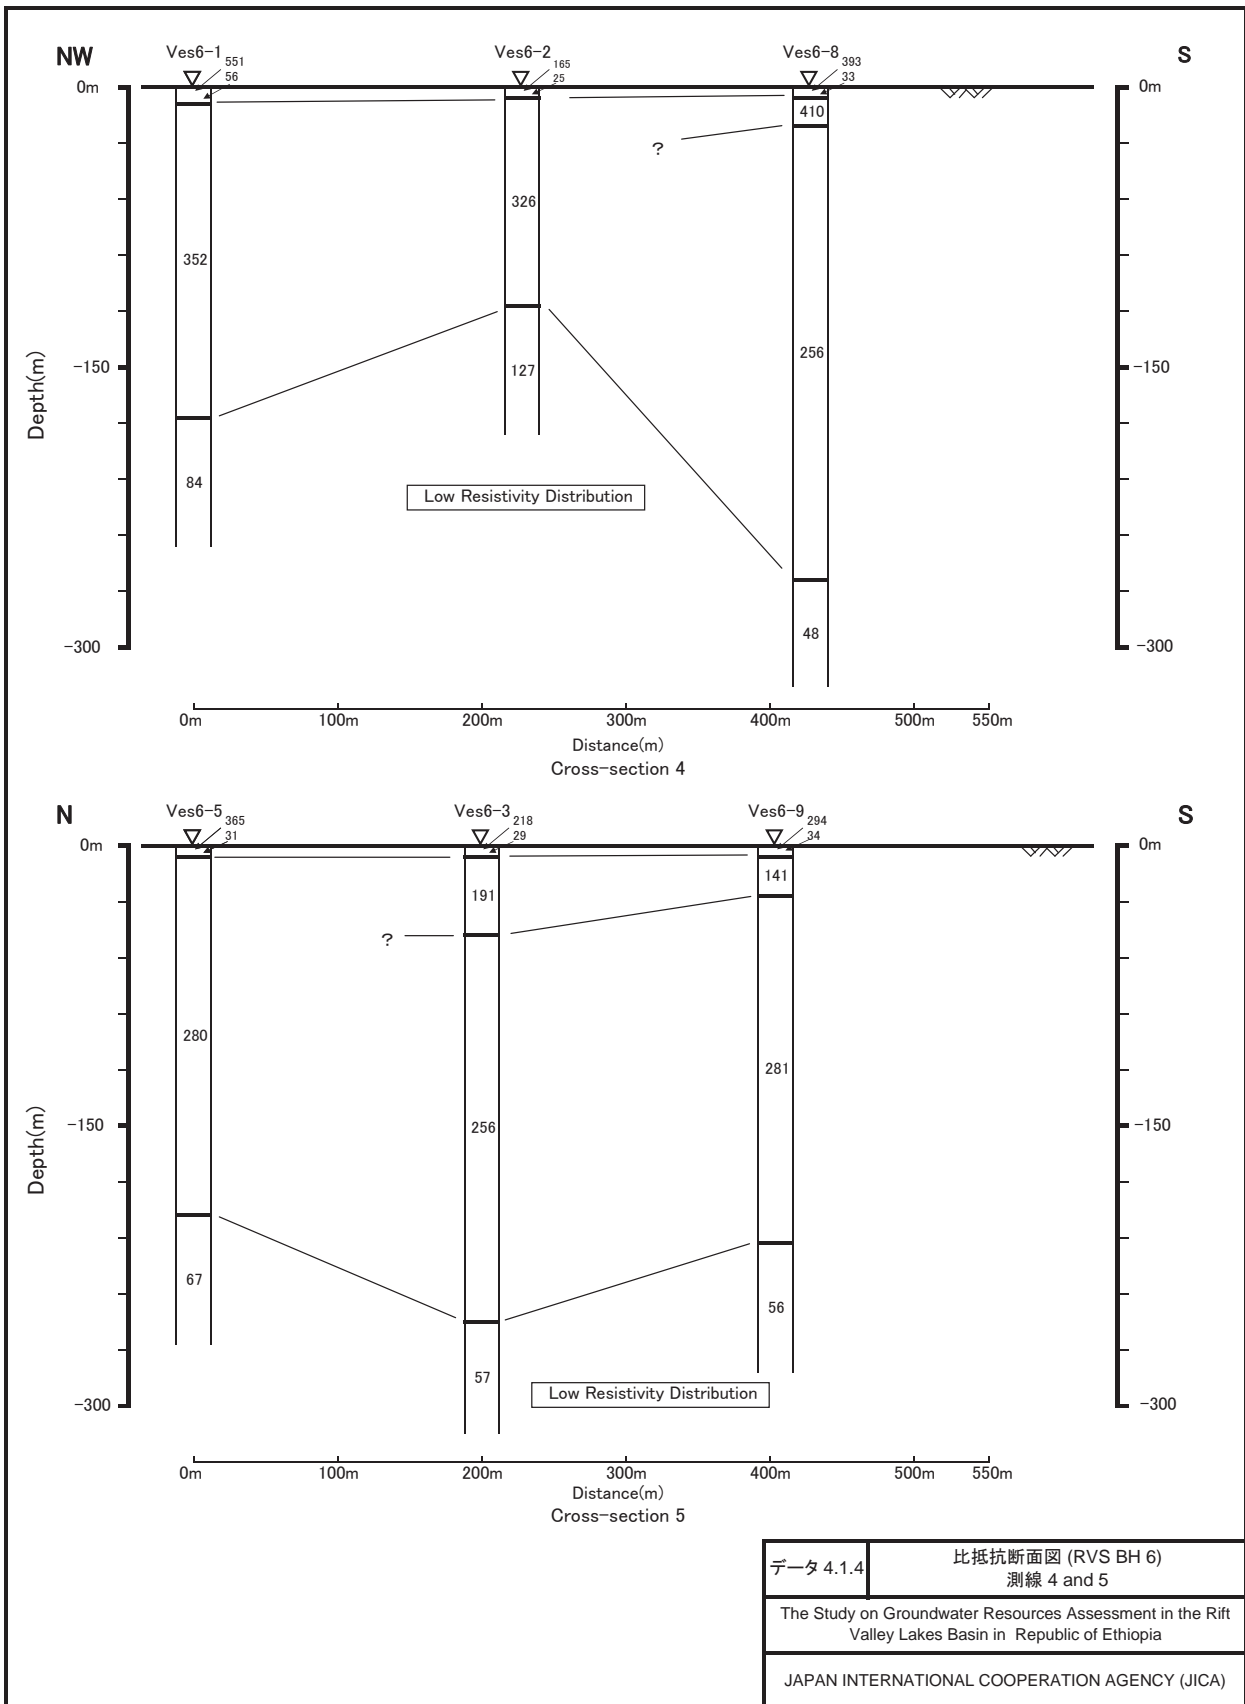 NW
S
Ves6-1
Ves6-2
Ves6-8
551
56
165
25
393
33
0m
0m
410
?
326
352
256
Depth(m)
-150
-150
127
84
Low Resistivity Distribution
48
-300
-300
0m 100m 200m 300m 400m 500m 550m
Distance(m)
Cross-section 4
N
S
Ves6-5
Ves6-3
Ves6-9
365
31
218
29
294
34
0m
0m
191
141
?
280
281
256
Depth(m)
-150
-150
67
56
57
Low Resistivity Distribution
-300
-300
0m 100m 200m 300m 400m 500m 550m
Distance(m)
Cross-section 5
データ 4.1.4
比抵抗断面図 (RVS BH 6)
測線 4 and 5
The Study on Groundwater Resources Assessment in the Rift
Valley Lakes Basin in Republic of Ethiopia
JAPAN INTERNATIONAL COOPERATION AGENCY (JICA)